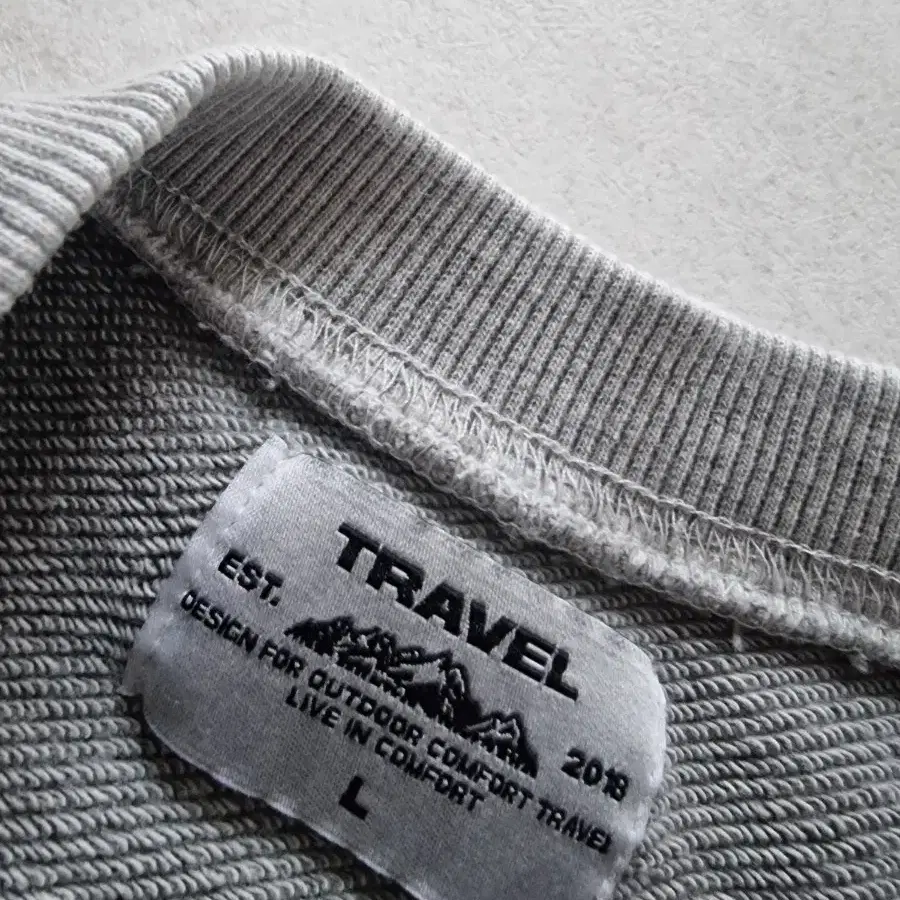 TRAVEL
EST. 2018
DESIGN FOR OUTDOOR COMFORT TRAVEL
LIVE IN COMFORT
L